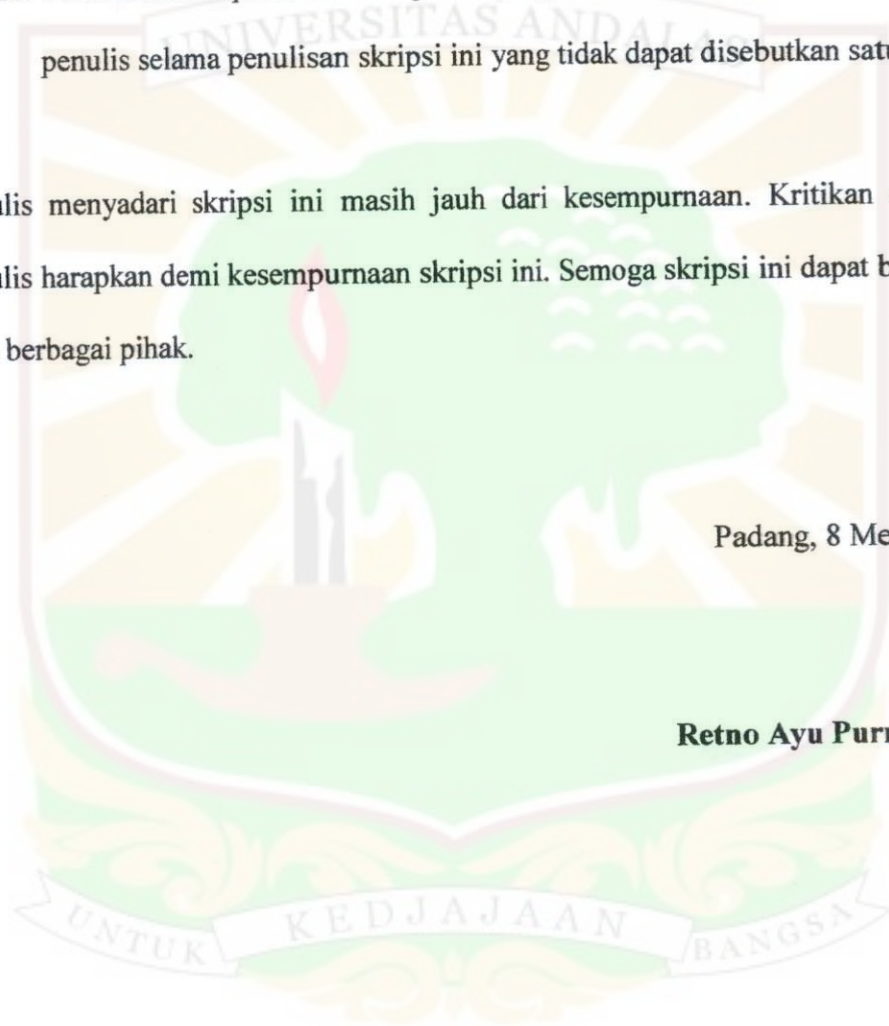 UNIVERSITAS ANDALAS
penulis selama penulisan skripsi ini yang tidak dapat disebutkan satu
lis menyadari skripsi ini masih jauh dari kesempurnaan. Kritikan
lis harapkan demi kesempurnaan skripsi ini. Semoga skripsi ini dapat b
berbagai pihak.
Padang, 8 Me
Retno Ayu Pur
UNTUK KEDJAJAAN BANGSA